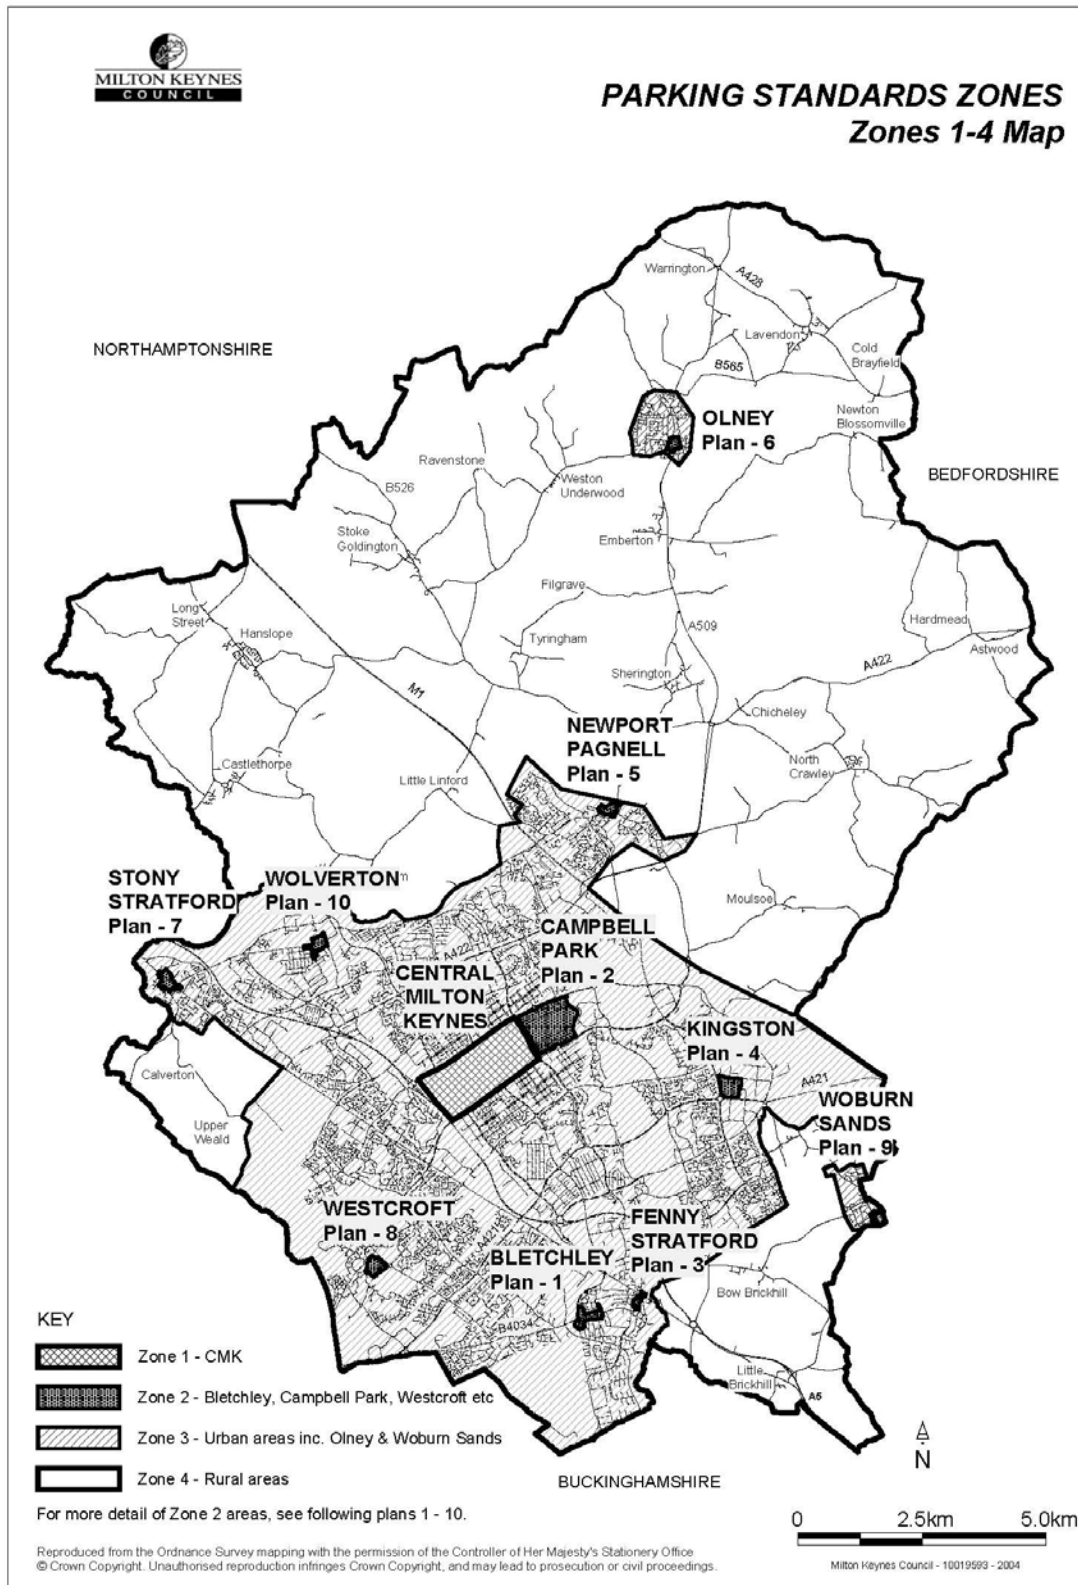 MILTON KEYNES
COUNCIL
PARKING STANDARDS ZONES
Zones 1-4 Map
NORTHAMPTONSHIRE
BEDFORDSHIRE
BUCKINGHAMSHIRE
Warrington
A428
Lavendon
Cold
Brayfield
B565
Newton
Blossomville
OLNEY
Plan - 6
Ravenstone
B526
Weston
Underwood
Stoke
Goldington
Emberton
Filgrave
Long
Street
Hanslope
Tyringham
A509
Hardmead
Astwood
A422
Sherington
M1
Chicheley
NEWPORT
PAGNELL
Plan - 5
North
Crawley
Castlethorpe
Little Linford
STONY
STRATFORD
Plan - 7
WOLVERTON
Plan - 10
Moulsoe
CAMPBELL
PARK
Plan - 2
A422
CENTRAL
MILTON
KEYNES
KINGSTON
Plan - 4
A421
Calverton
Upper
Weald
WOBURN
SANDS
Plan - 9
WESTCROFT
Plan - 8
A421
FENNY
STRATFORD
Plan - 3
BLETCHLEY
Plan - 1
B4034
Bow Brickhill
Little
Brickhill
A5
KEY
Zone 1 - CMK
Zone 2 - Bletchley, Campbell Park, Westcroft etc
Zone 3 - Urban areas inc. Olney & Woburn Sands
Zone 4 - Rural areas
For more detail of Zone 2 areas, see following plans 1 - 10.
N
0 2.5km 5.0km
Reproduced from the Ordnance Survey mapping with the permission of the Controller of Her Majesty's Stationery Office
© Crown Copyright. Unauthorised reproduction infringes Crown Copyright, and may lead to prosecution or civil proceedings.
Milton Keynes Council - 10019593 - 2004